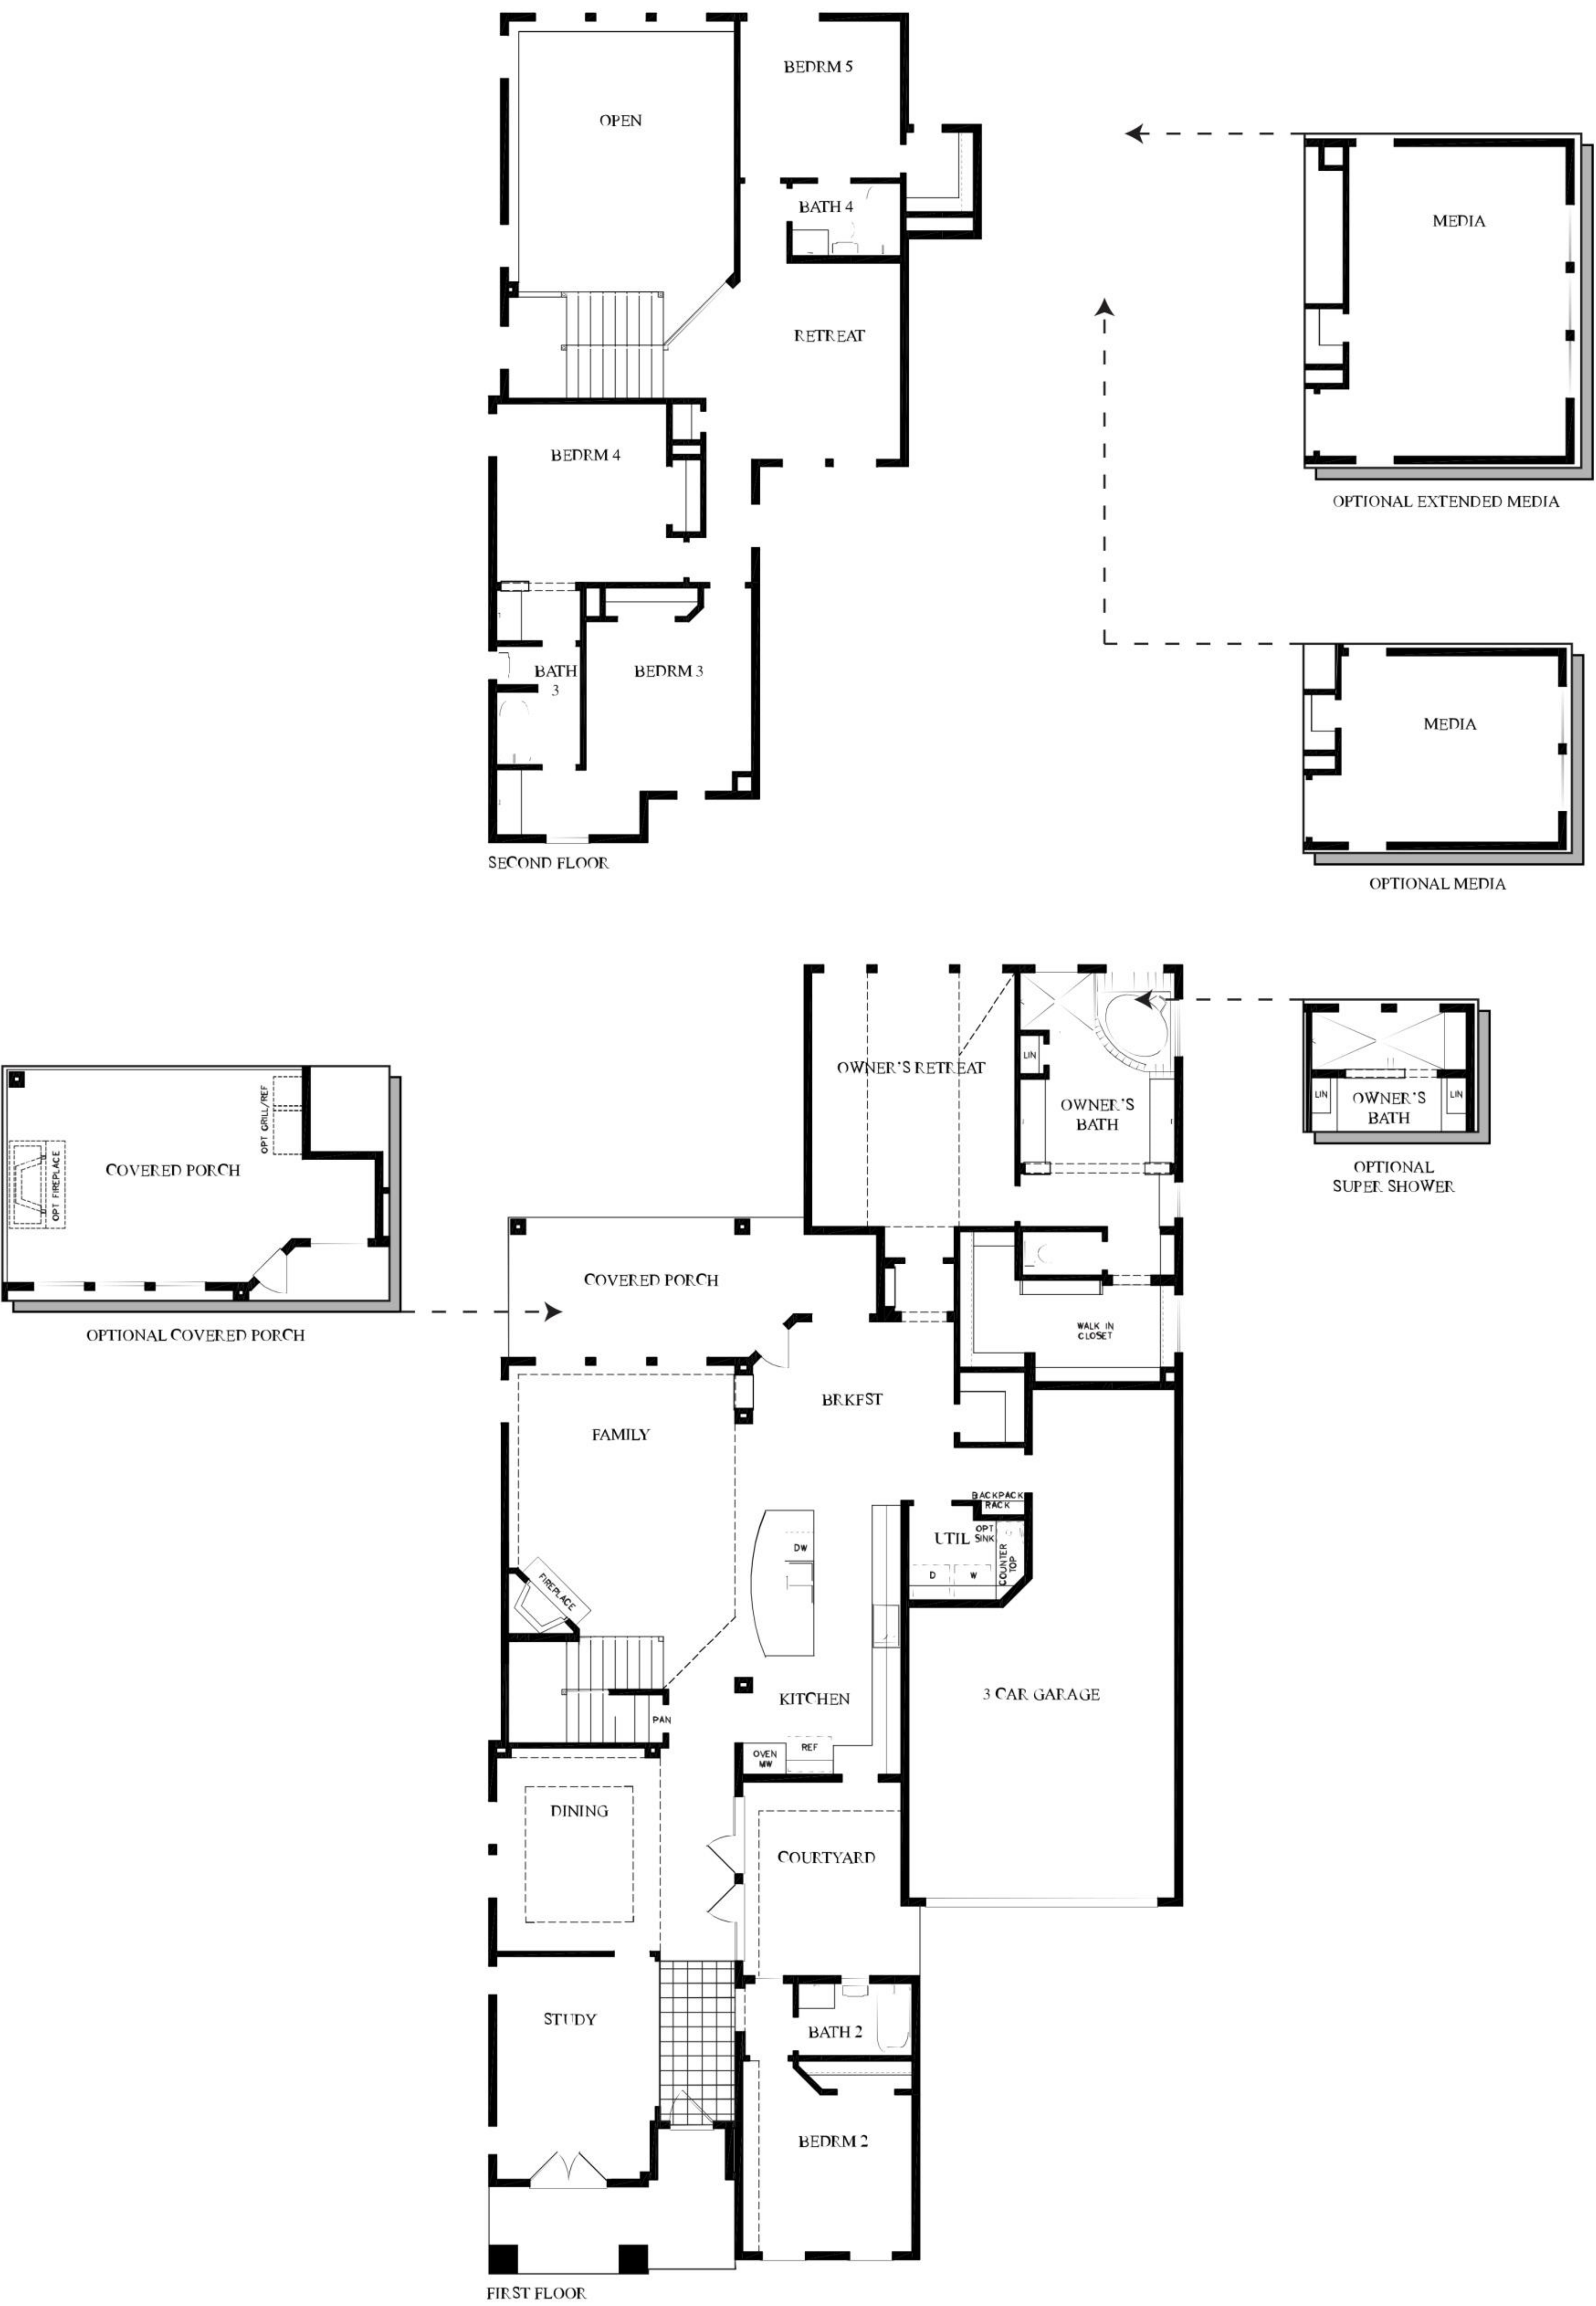 BEDRM 5
OPEN
BATH 4
RETREAT
BEDRM 4
BATH
3
BEDRM 3
SECOND FLOOR
MEDIA
OPTIONAL EXTENDED MEDIA
MEDIA
OPTIONAL MEDIA
OPT GRILL/REF
COVERED PORCH
OPT FIREPLACE
OPTIONAL COVERED PORCH
LIN
OWNER'S RETREAT
OWNER'S
BATH
LIN
OWNER'S
BATH
LIN
OPTIONAL
SUPER SHOWER
COVERED PORCH
WALK IN
CLOSET
BRKFST
FAMILY
BACKPACK
RACK
UTIL
OPT
SINK
COUNTER
TOP
D
W
DW
FIREPLACE
KITCHEN
3 CAR GARAGE
PAN
OVEN
MW
REF
DINING
COURTYARD
STUDY
BATH 2
BEDRM 2
FIRST FLOOR